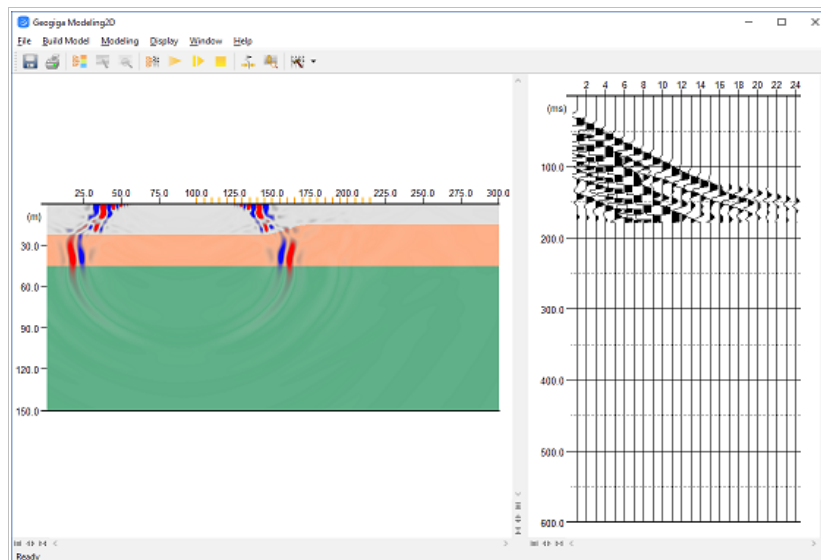 Geogiga Modeling2D
File Build Model Modeling Display Window Help
2 4 6 8 10 12 14 16 18 20 22 24
(ms)
100.0
200.0
300.0
400.0
500.0
600.0
25.0 50.0 75.0 100.0 125.0 150.0 175.0 200.0 225.0 250.0 275.0 300.0
(m)
30.0
60.0
90.0
120.0
150.0
Ready